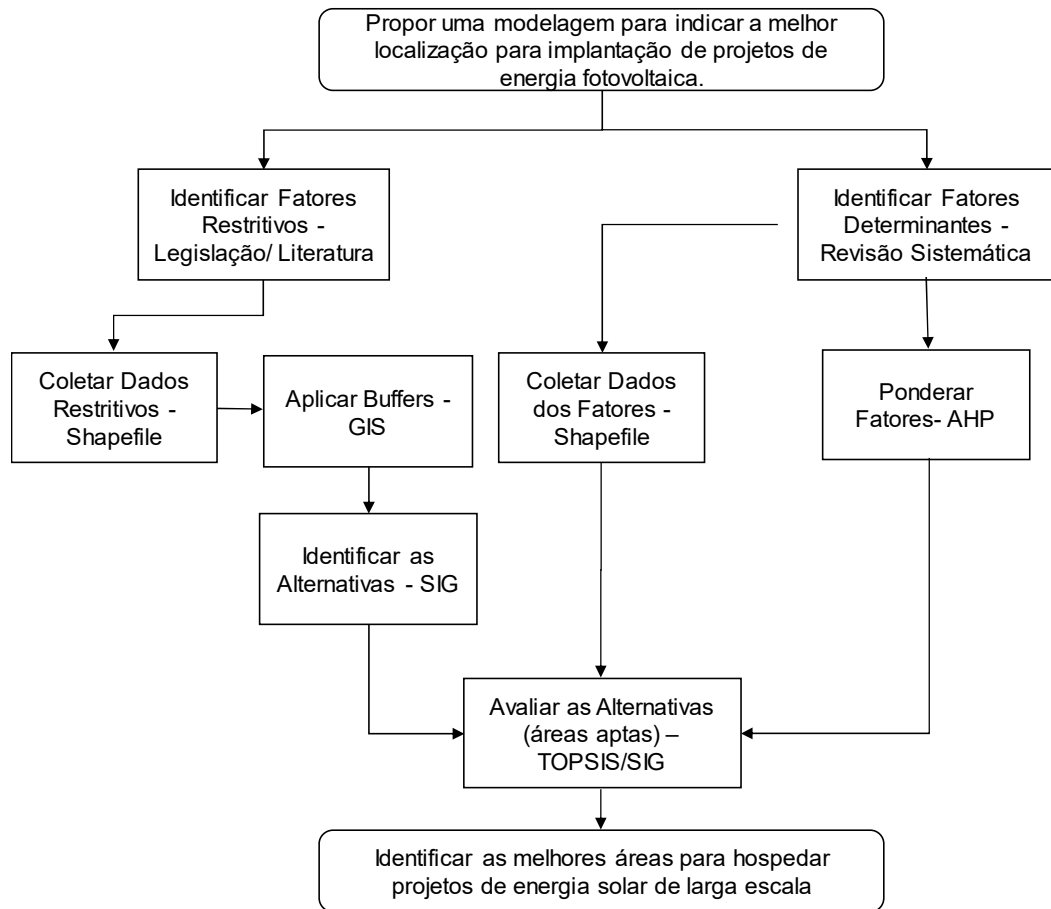 Propor uma modelagem para indicar a melhor
localização para implantação de projetos de
energia fotovoltaica.
Identificar Fatores
Restritivos -
Legislação/ Literatura
Identificar Fatores
Determinantes -
Revisão Sistemática
Coletar Dados
Restritivos -
Shapefile
Aplicar Buffers -
GIS
Coletar Dados
dos Fatores -
Shapefile
Ponderar
Fatores- AHP
Identificar as
Alternativas - SIG
Avaliar as Alternativas
(áreas aptas) –
TOPSIS/SIG
Identificar as melhores áreas para hospedar
projetos de energia solar de larga escala